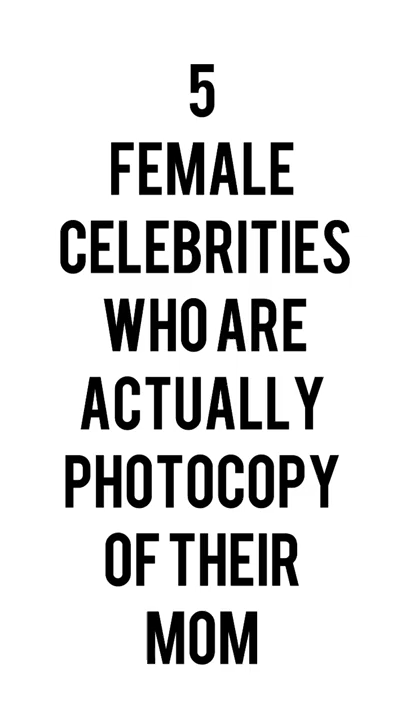 5
FEMALE
CELEBRITIES
WHO ARE
ACTUALLY
PHOTOCOPY
OF THEIR
MOM